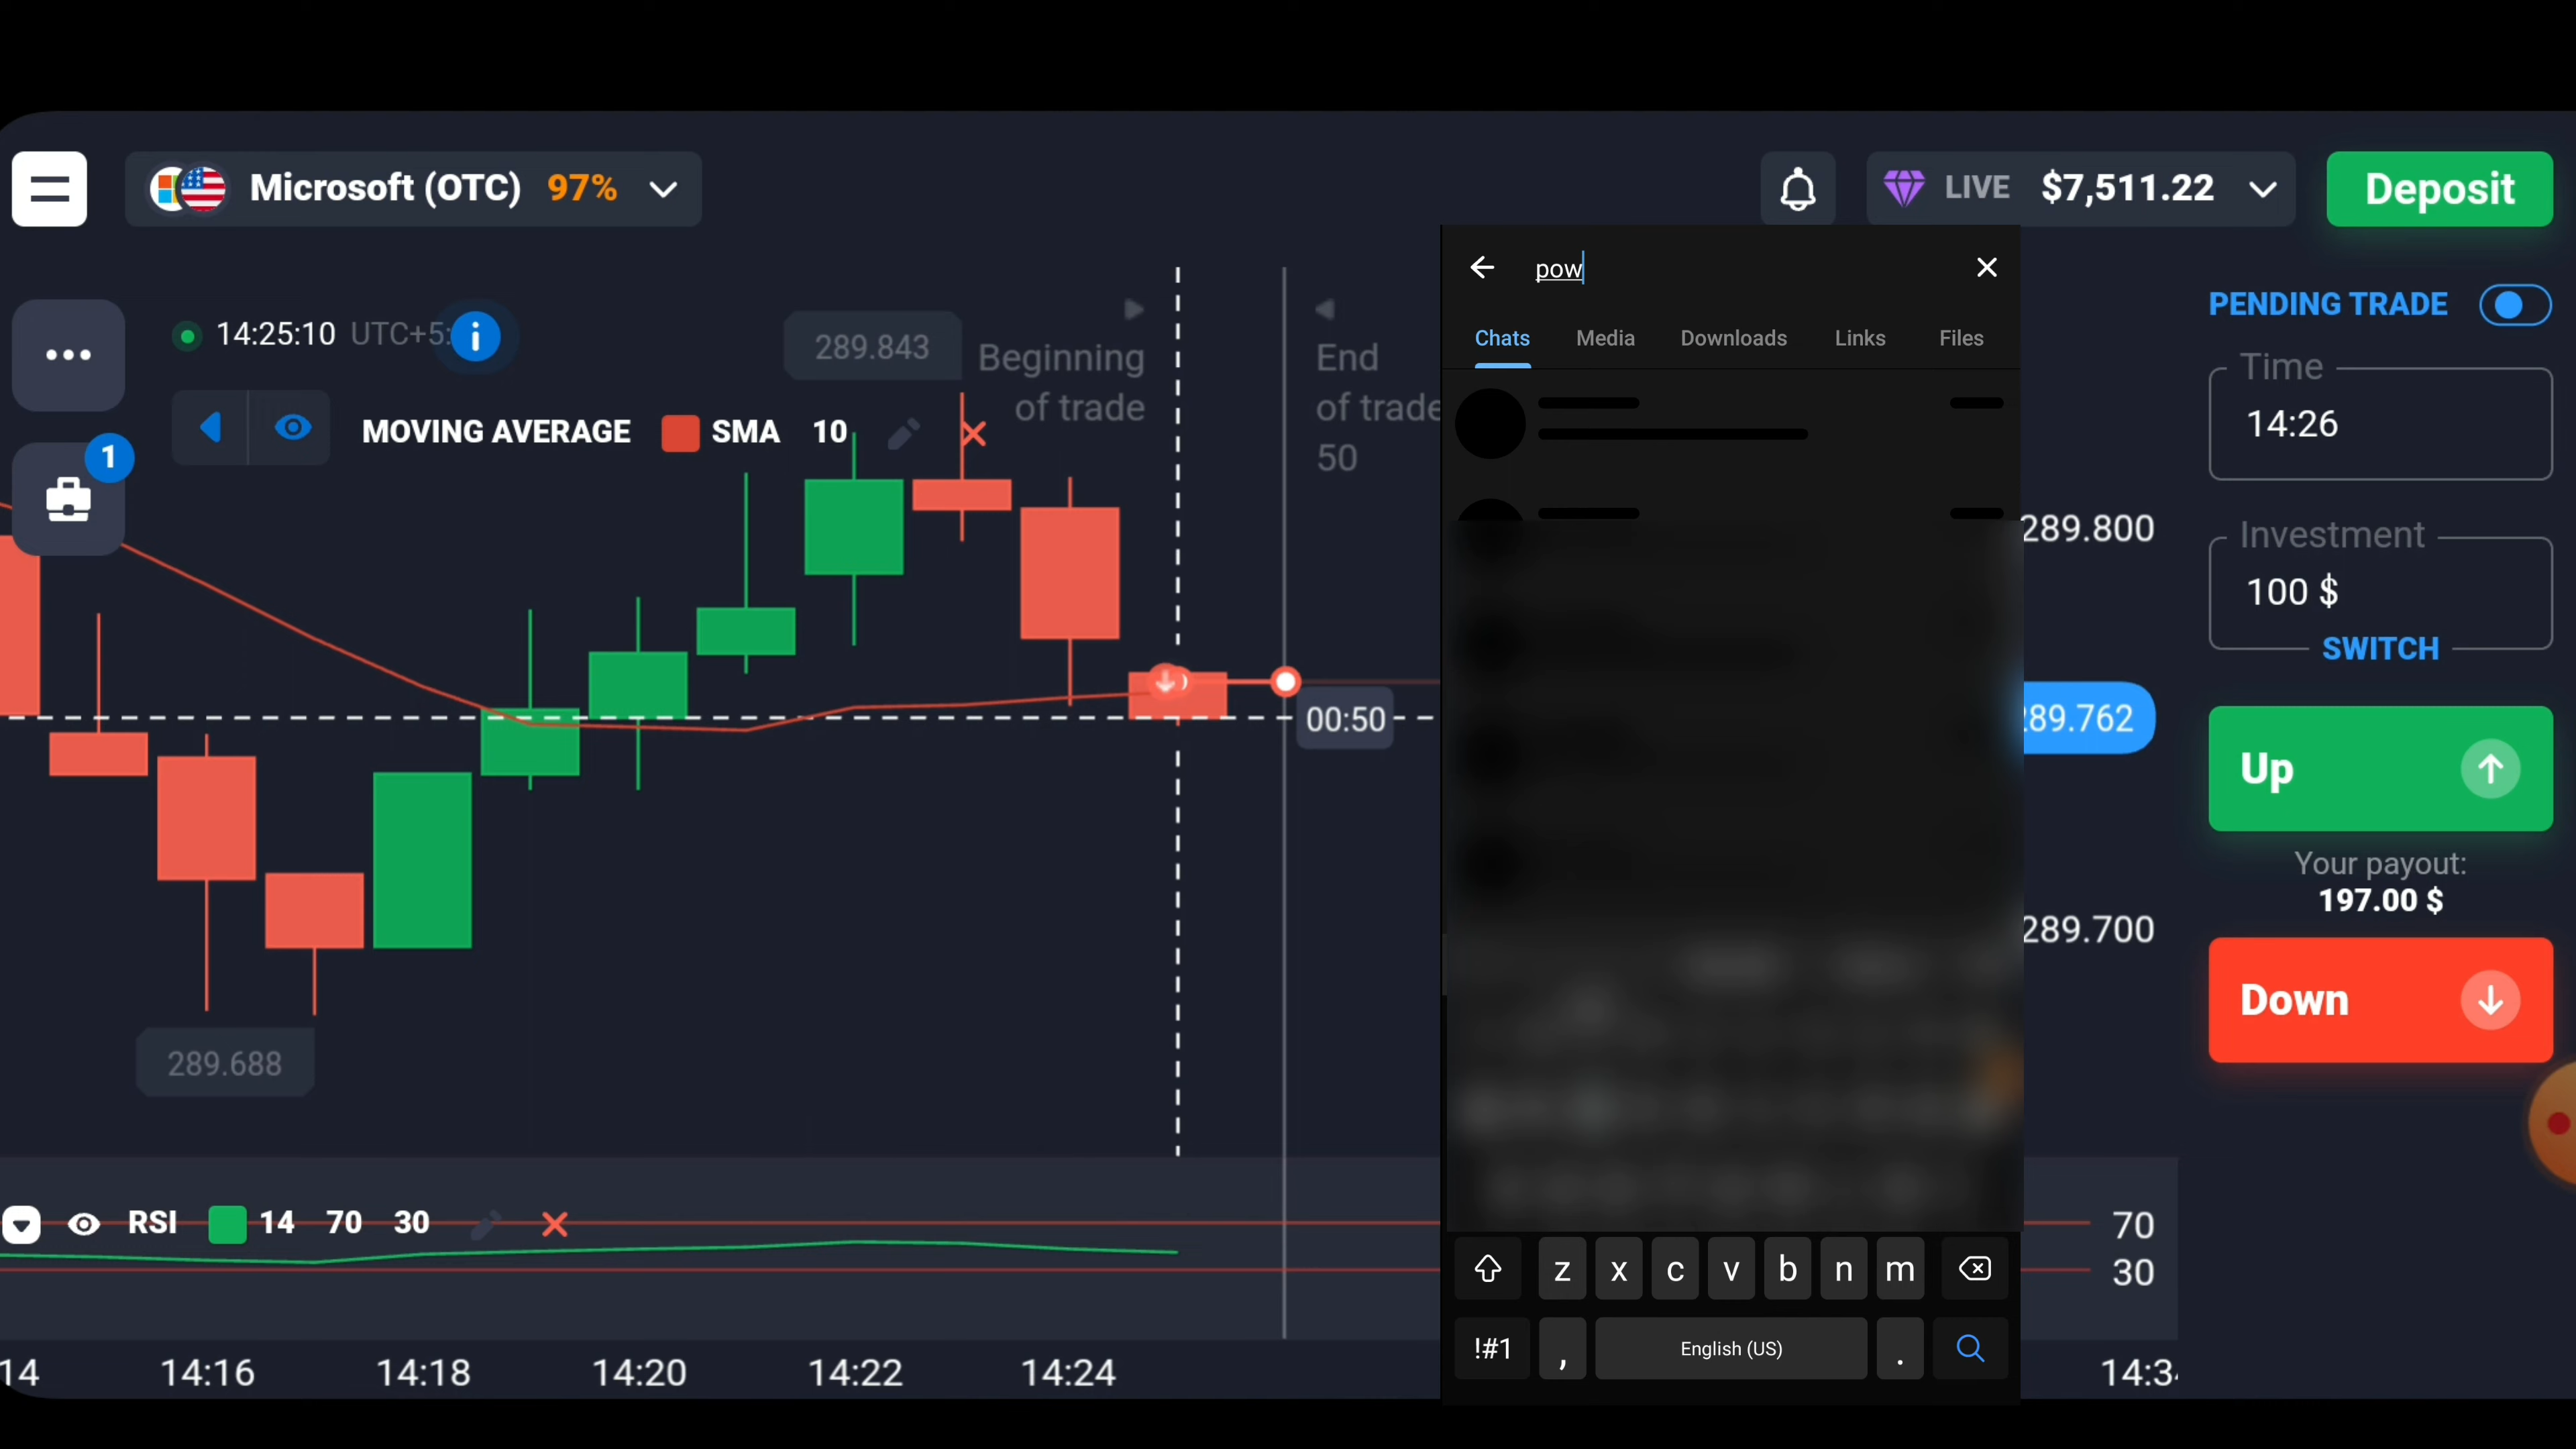 Microsoft (OTC) 97%
LIVE $7,511.22
Deposit
pow
Chats Media Downloads Links Files
14:25:10 UTC+5:
i
289.843
Beginning
of trade
End
of trade
50
MOVING AVERAGE SMA 10
1
PENDING TRADE
Time
14:26
Investment
100 $
SWITCH
289.800
00:50
89.762
Up
Your payout:
197.00 $
289.700
Down
289.688
RSI 14 70 30
70
30
z x c v b n m
!#1 , English (US) .
14 14:16 14:18 14:20 14:22 14:24 14:3